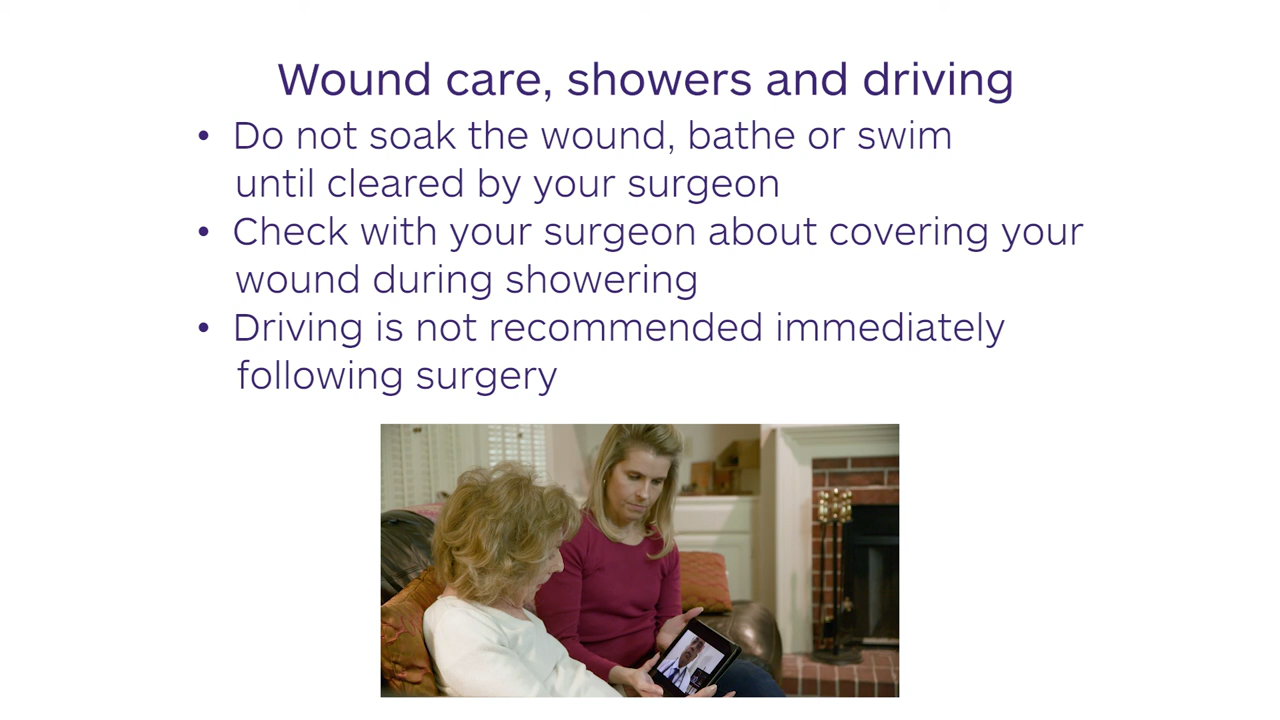 Wound care, showers and driving
• Do not soak the wound, bathe or swim
until cleared by your surgeon
• Check with your surgeon about covering your
wound during showering
• Driving is not recommended immediately
following surgery